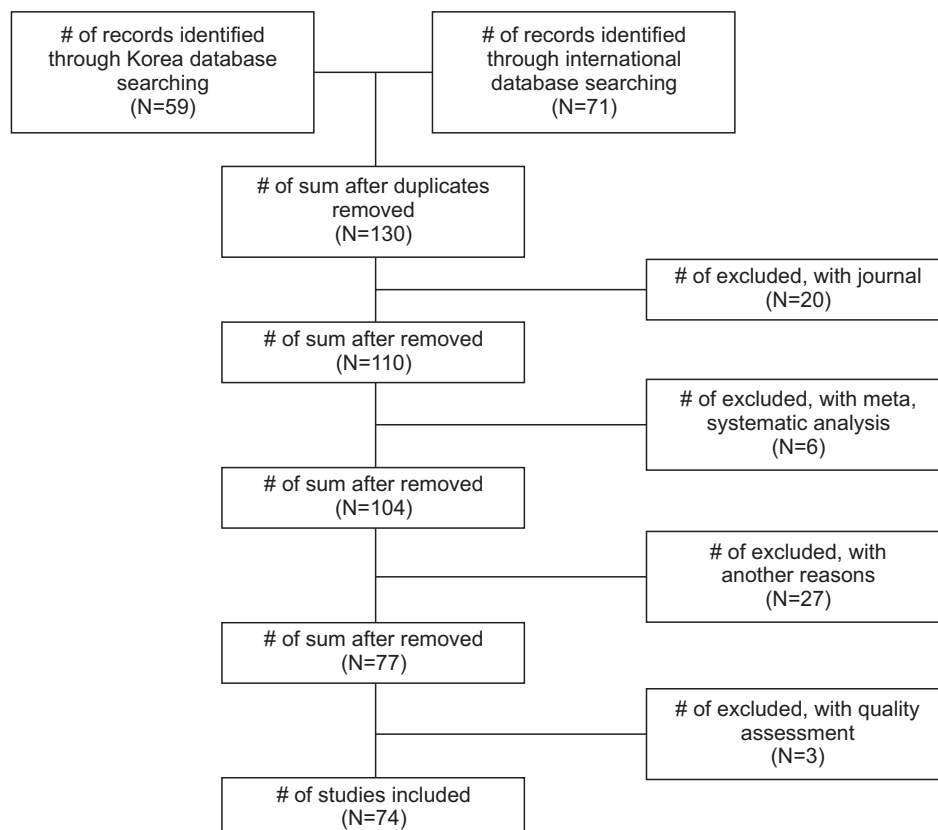 # of records identified
through Korea database
searching
(N=59)
# of records identified
through international
database searching
(N=71)
# of sum after duplicates
removed
(N=130)
# of excluded, with journal
(N=20)
# of sum after removed
(N=110)
# of excluded, with meta,
systematic analysis
(N=6)
# of sum after removed
(N=104)
# of excluded, with
another reasons
(N=27)
# of sum after removed
(N=77)
# of excluded, with quality
assessment
(N=3)
# of studies included
(N=74)